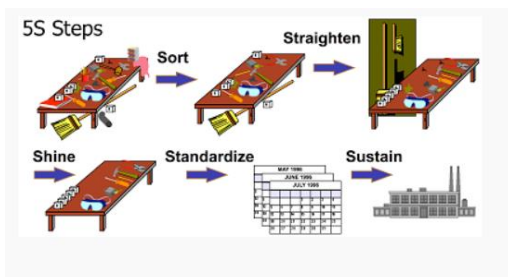 5S Steps
Sort
Straighten
Shine
Standardize
Sustain
MAY 1996
JUNE 1996
JULY 1996